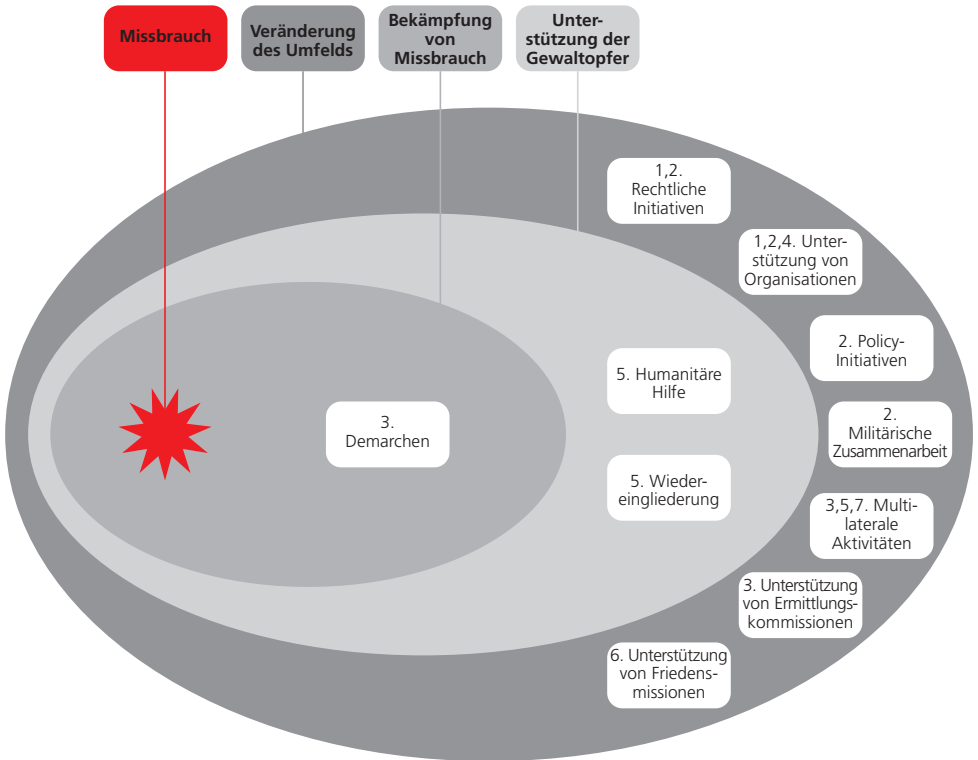 Missbrauch
Veränderung
des Umfelds
Bekämpfung
von
Missbrauch
Unter-
stützung der
Gewaltopfer
1,2.
Rechtliche
Initiativen
1,2,4. Unter-
stützung von
Organisationen
2. Policy-
Initiativen
5. Humanitäre
Hilfe
3.
Demarchen
2.
Militärische
Zusammenarbeit
5. Wieder-
eingliederung
3,5,7. Multi-
laterale
Aktivitäten
3. Unterstützung
von Ermittlungs-
kommissionen
6. Unterstützung
von Friedens-
missionen